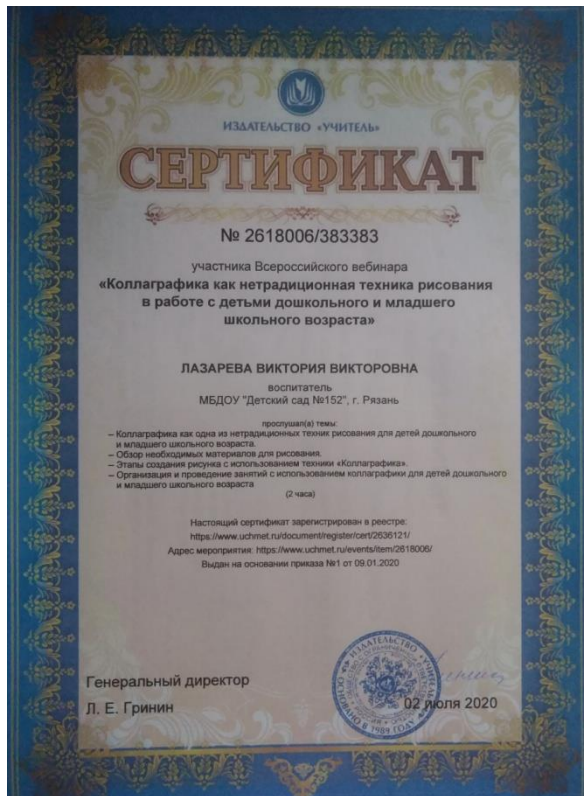 ИЗДАТЕЛЬСТВО «УЧИТЕЛЬ»
СЕРТИФИКАТ
№ 2618006/383383
участника Всероссийского вебинара
«Коллаграфика как нетрадиционная техника рисования
в работе с детьми дошкольного и младшего
школьного возраста»
ЛАЗАРЕВА ВИКТОРИЯ ВИКТОРОВНА
воспитатель
МБДОУ "Детский сад №152", г. Рязань
прослушал(а) темы:
– Коллаграфика как одна из нетрадиционных техник рисования для детей дошкольного
и младшего школьного возраста.
– Обзор необходимых материалов для рисования.
– Этапы создания рисунка с использованием техники «Коллаграфика».
– Организация и проведение занятий с использованием коллаграфики для детей дошкольного
и младшего школьного возраста
(2 часа)
Настоящий сертификат зарегистрирован в реестре:
https://www.uchmet.ru/document/register/cert/2636121/
Адрес мероприятия: https://www.uchmet.ru/events/item/2618006/
Выдан на основании приказа №1 от 09.01.2020
Генеральный директор
Л. Е. Гринин
02 июля 2020
ИЗДАТЕЛЬСТВО «УЧИТЕЛЬ»
ОСНОВАНО В 1989 ГОДУ